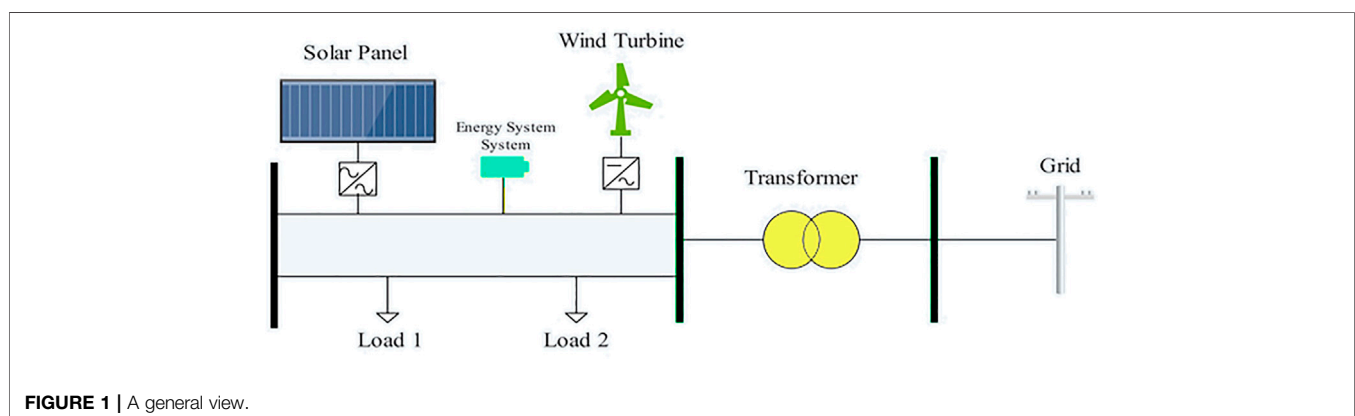 Solar Panel
Wind Turbine
Energy System
System
Transformer
Grid
Load 1
Load 2
FIGURE 1 | A general view.